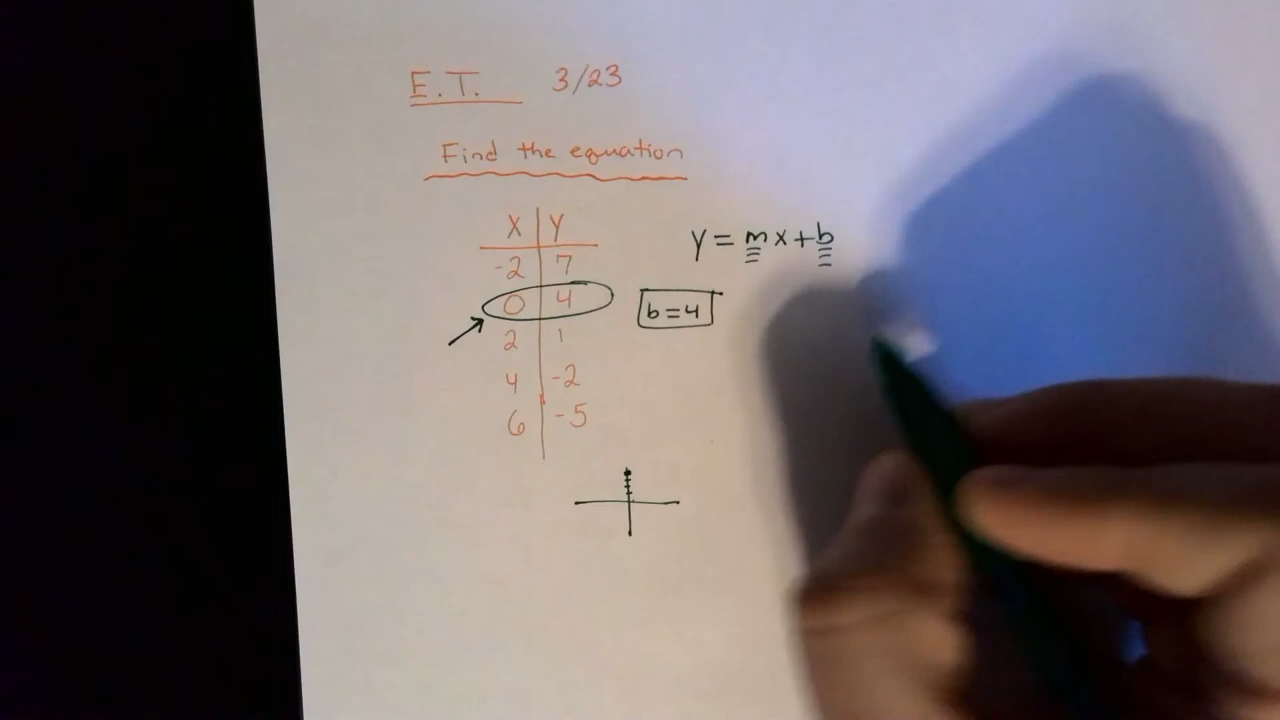 E.T. 3/23
Find the equation
X Y
-2 7
0 4
2 1
4 -2
6 -5
Y = mx+b
b=4